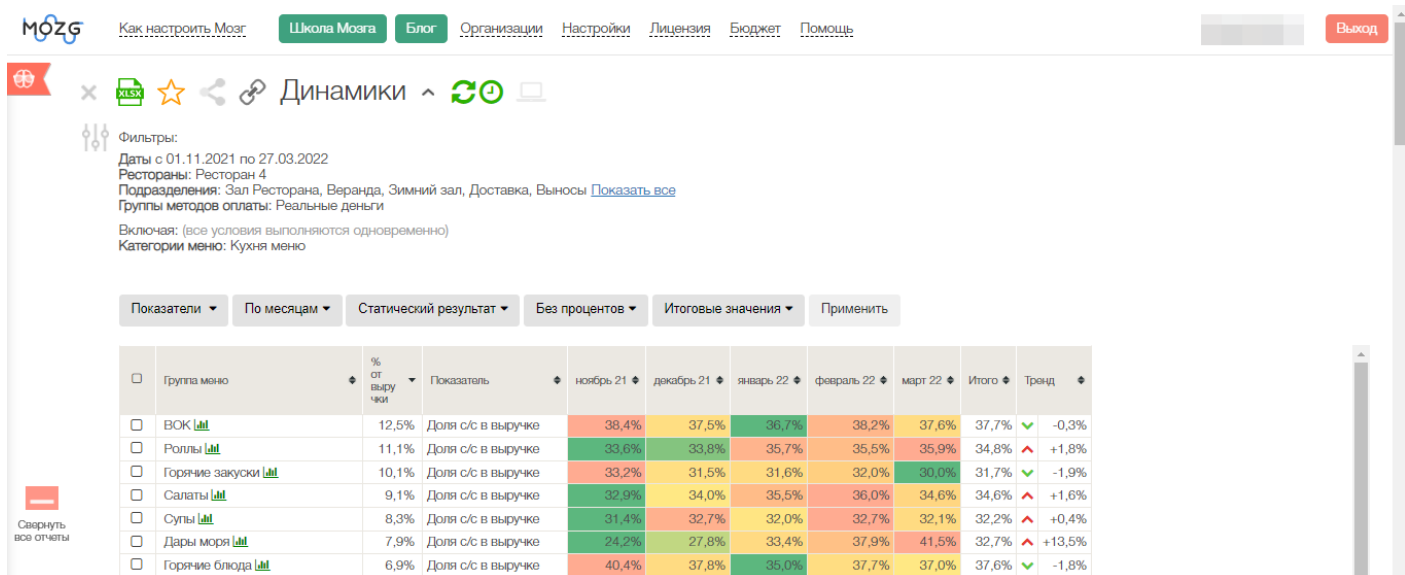 MOZG Как настроить Мозг Школа Мозга Блог Организации Настройки Лицензия Бюджет Помощь Выход
XLSX Динамики
Фильтры:
Даты с 01.11.2021 по 27.03.2022
Рестораны: Ресторан 4
Подразделения: Зал Ресторана, Веранда, Зимний зал, Доставка, Выносы Показать все
Группы методов оплаты: Реальные деньги
Включая: (все условия выполняются одновременно)
Категории меню: Кухня меню
Показатели По месяцам Статический результат Без процентов Итоговые значения Применить
Группа меню % от выру чки Показатель ноябрь 21 декабрь 21 январь 22 февраль 22 март 22 Итого Тренд
ВОК 12,5% Доля с/с в выручке 38,4% 37,5% 36,7% 38,2% 37,6% 37,7% -0,3%
Роллы 11,1% Доля с/с в выручке 33,6% 33,8% 35,7% 35,5% 35,9% 34,8% +1,8%
Горячие закуски 10,1% Доля с/с в выручке 33,2% 31,5% 31,6% 32,0% 30,0% 31,7% -1,9%
Салаты 9,1% Доля с/с в выручке 32,9% 34,0% 35,5% 36,0% 34,6% 34,6% +1,6%
Супы 8,3% Доля с/с в выручке 31,4% 32,7% 32,0% 32,7% 32,1% 32,2% +0,4%
Дары моря 7,9% Доля с/с в выручке 24,2% 27,8% 33,4% 37,9% 41,5% 32,7% +13,5%
Горячие блюда 6,9% Доля с/с в выручке 40,4% 37,8% 35,0% 37,7% 37,0% 37,6% -1,8%
Свернуть
все отчеты